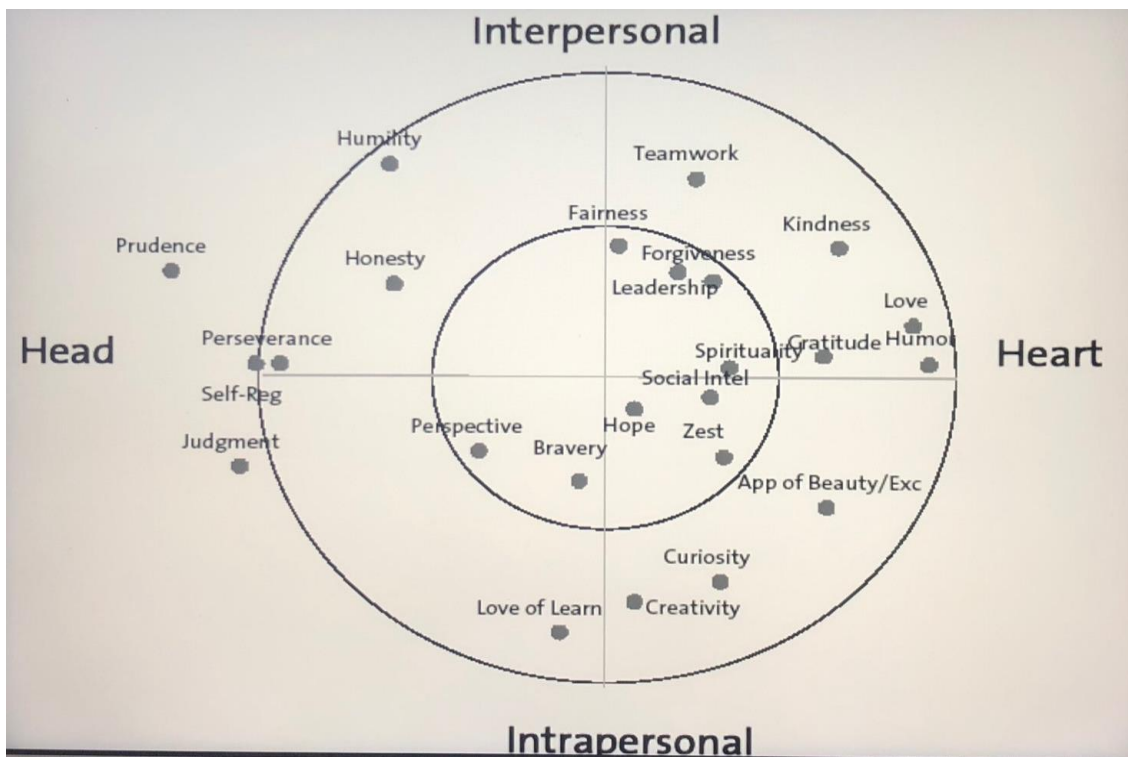 Interpersonal
Humility
Teamwork
Fairness
Kindness
Prudence
Honesty
Forgiveness
Leadership
Love
Perseverance
Gratitude
Humor
Head
Spirituality
Heart
Social Intel
Self-Reg
Perspective
Hope
Zest
Judgment
Bravery
App of Beauty/Exc
Curiosity
Love of Learn
Creativity
Intrapersonal